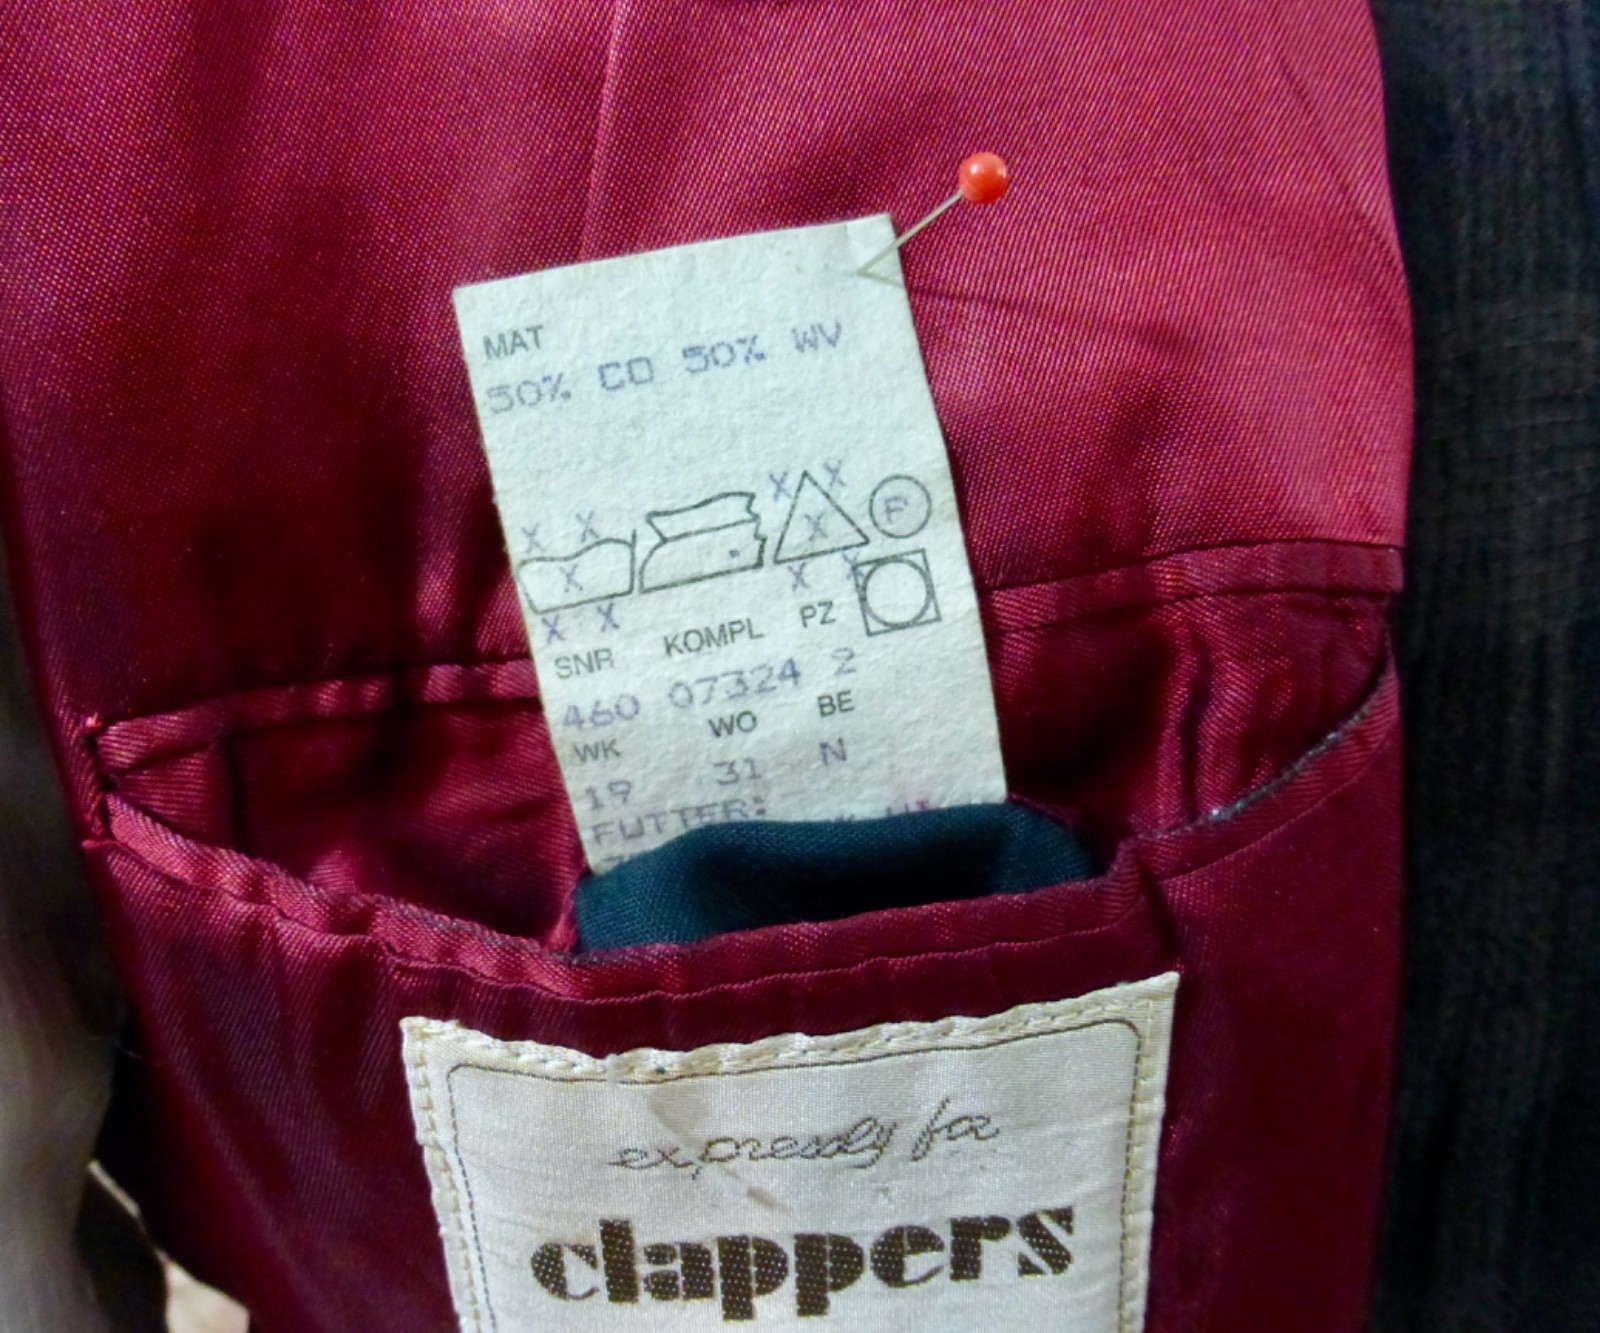 MAT
50% CO 50% WV
X X X X
X X P
X X X X
SNR KOMPL PZ
460 07324 2
WK WO BE
19 31 N
FUTTER:
expressly for
clappers